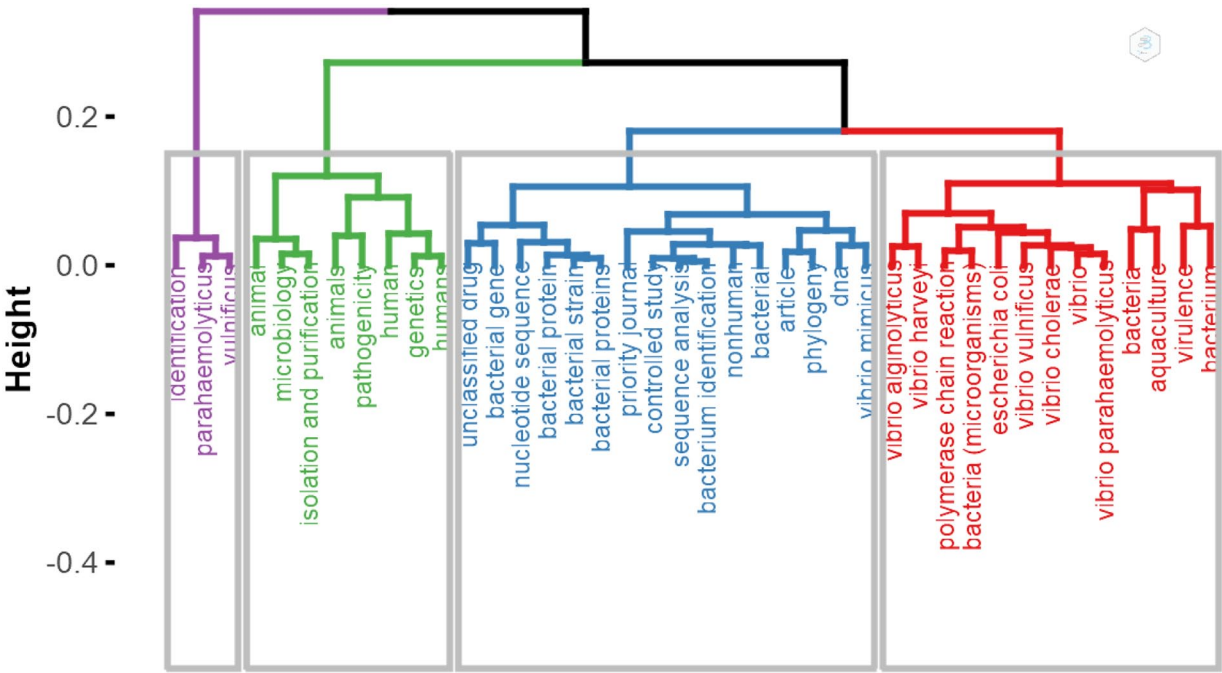 0.2
0.0
-0.2
-0.4
Height
identification
parahaemolyticus
vulnificus
animal
microbiology
isolation and purification
animals
pathogenicity
human
genetics
humans
unclassified drug
bacterial gene
nucleotide sequence
bacterial protein
bacterial strain
bacterial proteins
priority journal
controlled study
sequence analysis
bacterium identification
nonhuman
bacterial
article
phylogeny
dna
vibrio mimicus
vibrio alginolyticus
vibrio harveyi
polymerase chain reaction
bacteria (microorganisms)
escherichia coli
vibrio vulnificus
vibrio cholerae
vibrio
vibrio parahaemolyticus
bacteria
aquaculture
virulence
bacterium